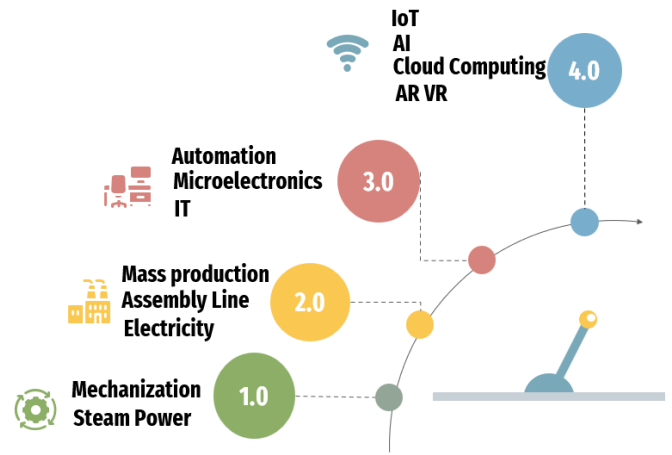 IoT
AI
Cloud Computing
AR VR
4.0
Automation
Microelectronics
IT
3.0
Mass production
Assembly Line
Electricity
2.0
Mechanization
Steam Power
1.0